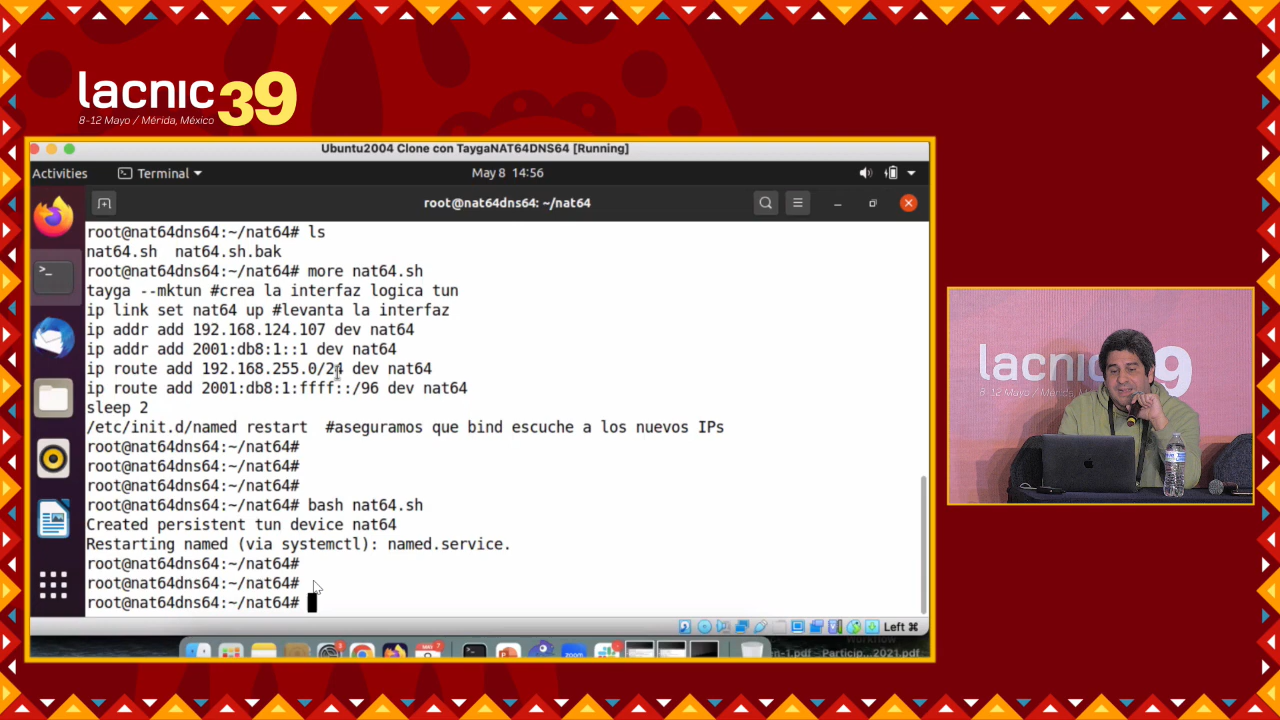 lacnic 39
8-12 Mayo / Mérida, México
Ubuntu2004 Clone con TaygaNAT64DNS64 [Running]
Activities Terminal May 8 14:56
root@nat64dns64: ~/nat64
root@nat64dns64:~/nat64# ls
nat64.sh nat64.sh.bak
root@nat64dns64:~/nat64# more nat64.sh
tayga --mktun #crea la interfaz logica tun
ip link set nat64 up #levanta la interfaz
ip addr add 192.168.124.107 dev nat64
ip addr add 2001:db8:1::1 dev nat64
ip route add 192.168.255.0/24 dev nat64
ip route add 2001:db8:1:ffff::/96 dev nat64
sleep 2
/etc/init.d/named restart #aseguramos que bind escuche a los nuevos IPs
root@nat64dns64:~/nat64#
root@nat64dns64:~/nat64#
root@nat64dns64:~/nat64#
root@nat64dns64:~/nat64# bash nat64.sh
Created persistent tun device nat64
Restarting named (via systemctl): named.service.
root@nat64dns64:~/nat64#
root@nat64dns64:~/nat64#
root@nat64dns64:~/nat64#
Left ⌘
zoom
Particip...2021.pdf
lacnic 39